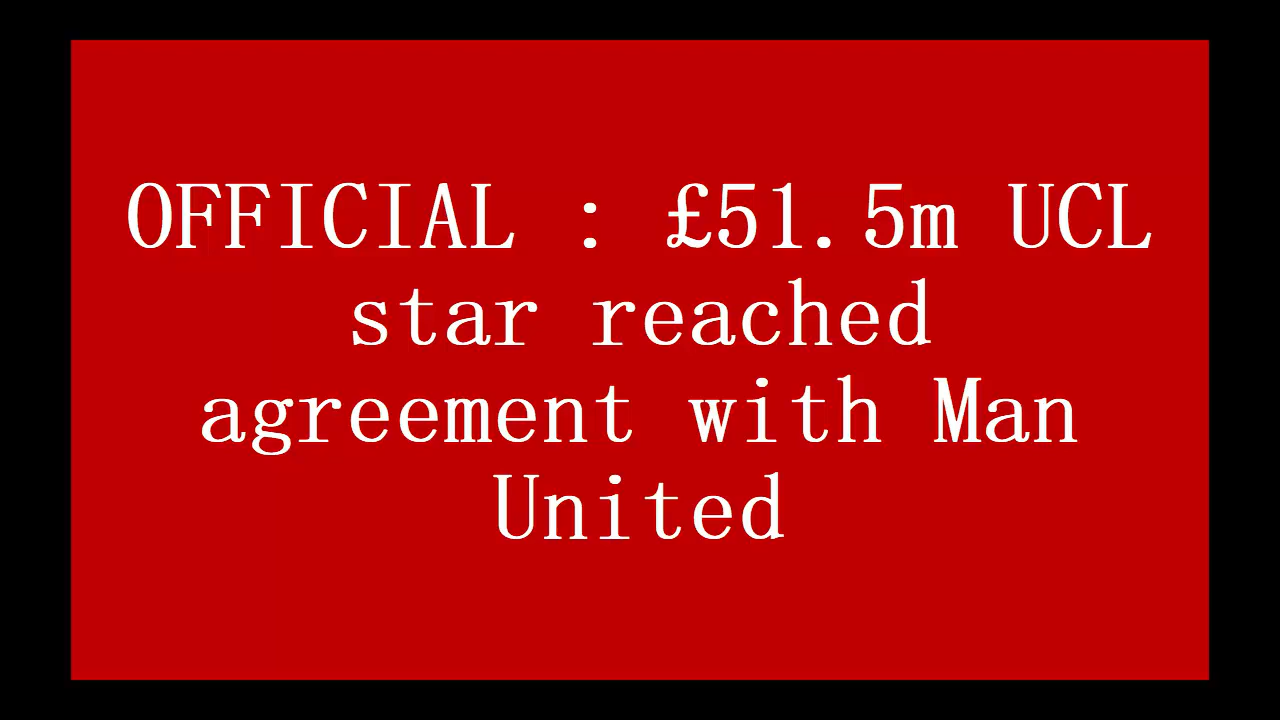 OFFICIAL : £51.5m UCL
star reached
agreement with Man
United